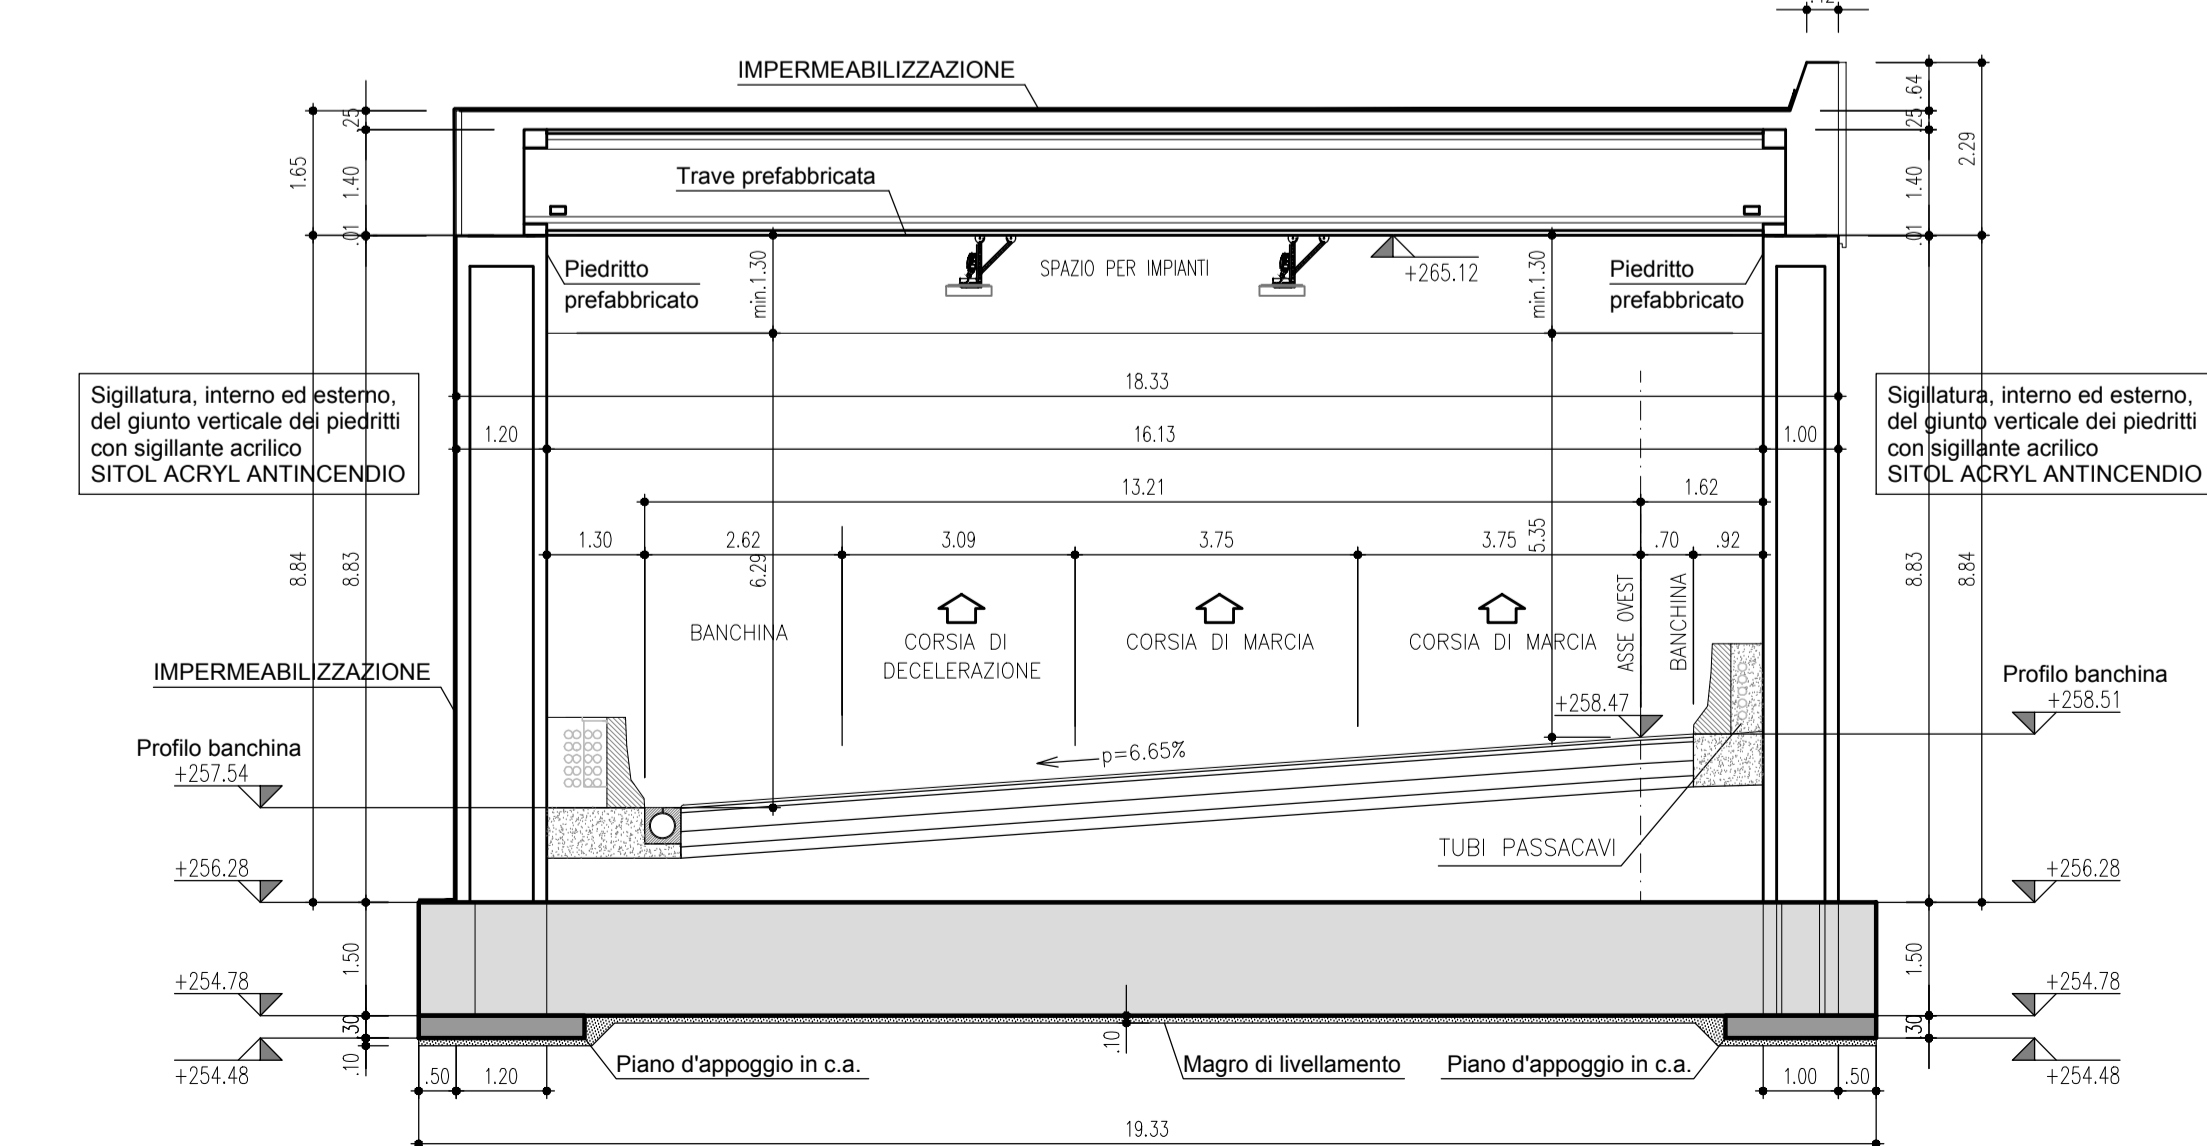 IMPERMEABILIZZAZIONE
.64
.25
.25
2.29
1.65
1.40
1.40
Trave prefabbricata
.01
.01
Piedritto
prefabbricato
min.1.30
SPAZIO PER IMPIANTI
+265.12
min.1.30
Piedritto
prefabbricato
18.33
Sigillatura, interno ed esterno,
del giunto verticale dei piedritti
con sigillante acrilico
SITOL ACRYL ANTINCENDIO
Sigillatura, interno ed esterno,
del giunto verticale dei piedritti
con sigillante acrilico
SITOL ACRYL ANTINCENDIO
1.20
16.13
1.00
13.21
1.62
1.30
2.62
3.09
3.75
3.75
.70
.92
8.84
8.83
6.29
5.35
8.83
8.84
BANCHINA
CORSIA DI
DECELERAZIONE
CORSIA DI MARCIA
CORSIA DI MARCIA
ASSE OVEST
BANCHINA
IMPERMEABILIZZAZIONE
Profilo banchina
+258.51
+258.47
Profilo banchina
+257.54
p=6.65%
TUBI PASSACAVI
+256.28
+256.28
1.50
1.50
+254.78
+254.78
.30
.30
.10
.10
+254.48
+254.48
Piano d'appoggio in c.a.
Magro di livellamento
Piano d'appoggio in c.a.
.50
1.20
1.00
.50
19.33